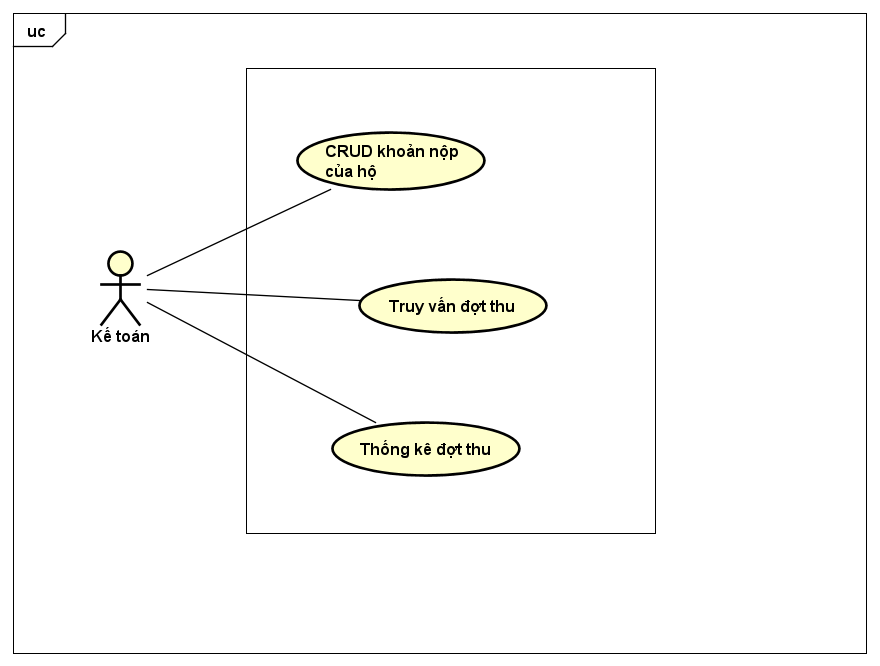 uc
CRUD khoản nộp
của hộ
Kế toán
Truy vấn đợt thu
Thống kê đợt thu